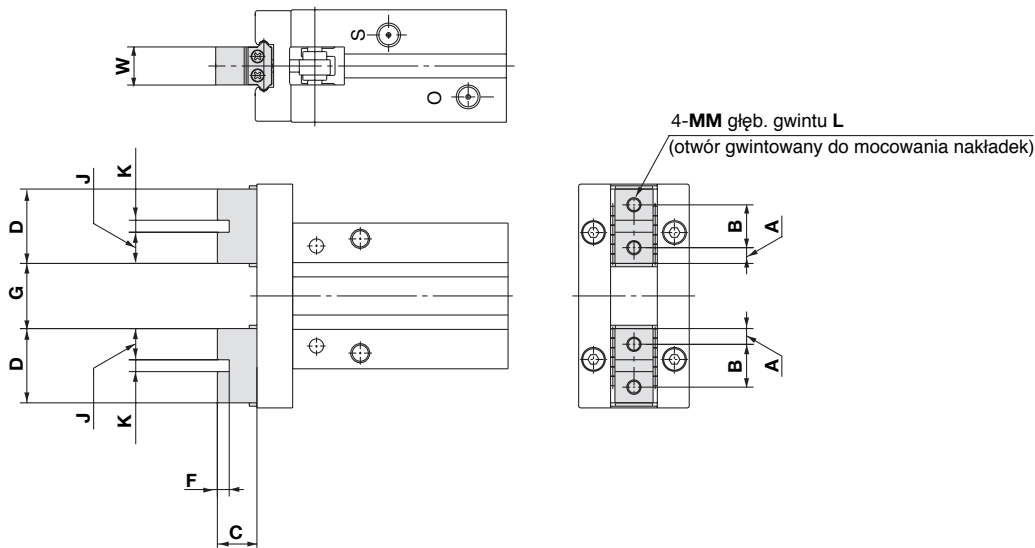 W
S
O
4-MM głęb. gwintu L
(otwór gwintowany do mocowania nakładek)
J
K
D
G
D
J
K
F
C
B
A
B
A